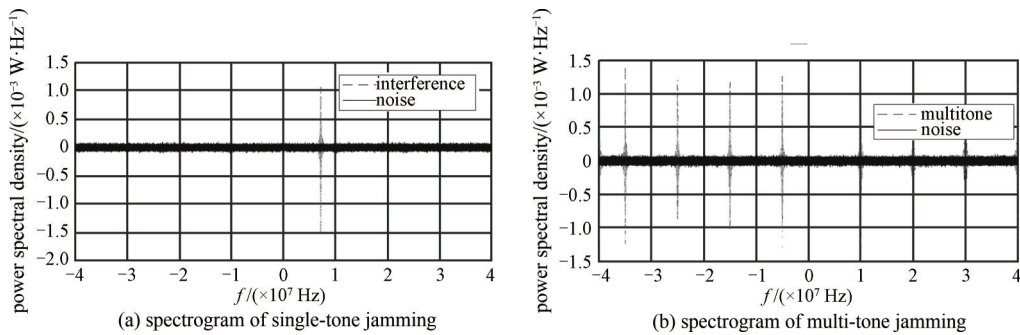 power spectral density/(×10⁻³ W·Hz⁻¹)
1.5
1.0
0.5
0
−0.5
−1.0
−1.5
−2.0
interference
noise
−4 −3 −2 −1 0 1 2 3 4
f/(×10⁷ Hz)
(a) spectrogram of single-tone jamming
power spectral density/(×10⁻³ W·Hz⁻¹)
1.5
1.0
0.5
0
−0.5
−1.0
−1.5
multitone
noise
−4 −3 −2 −1 0 1 2 3 4
f/(×10⁷ Hz)
(b) spectrogram of multi-tone jamming